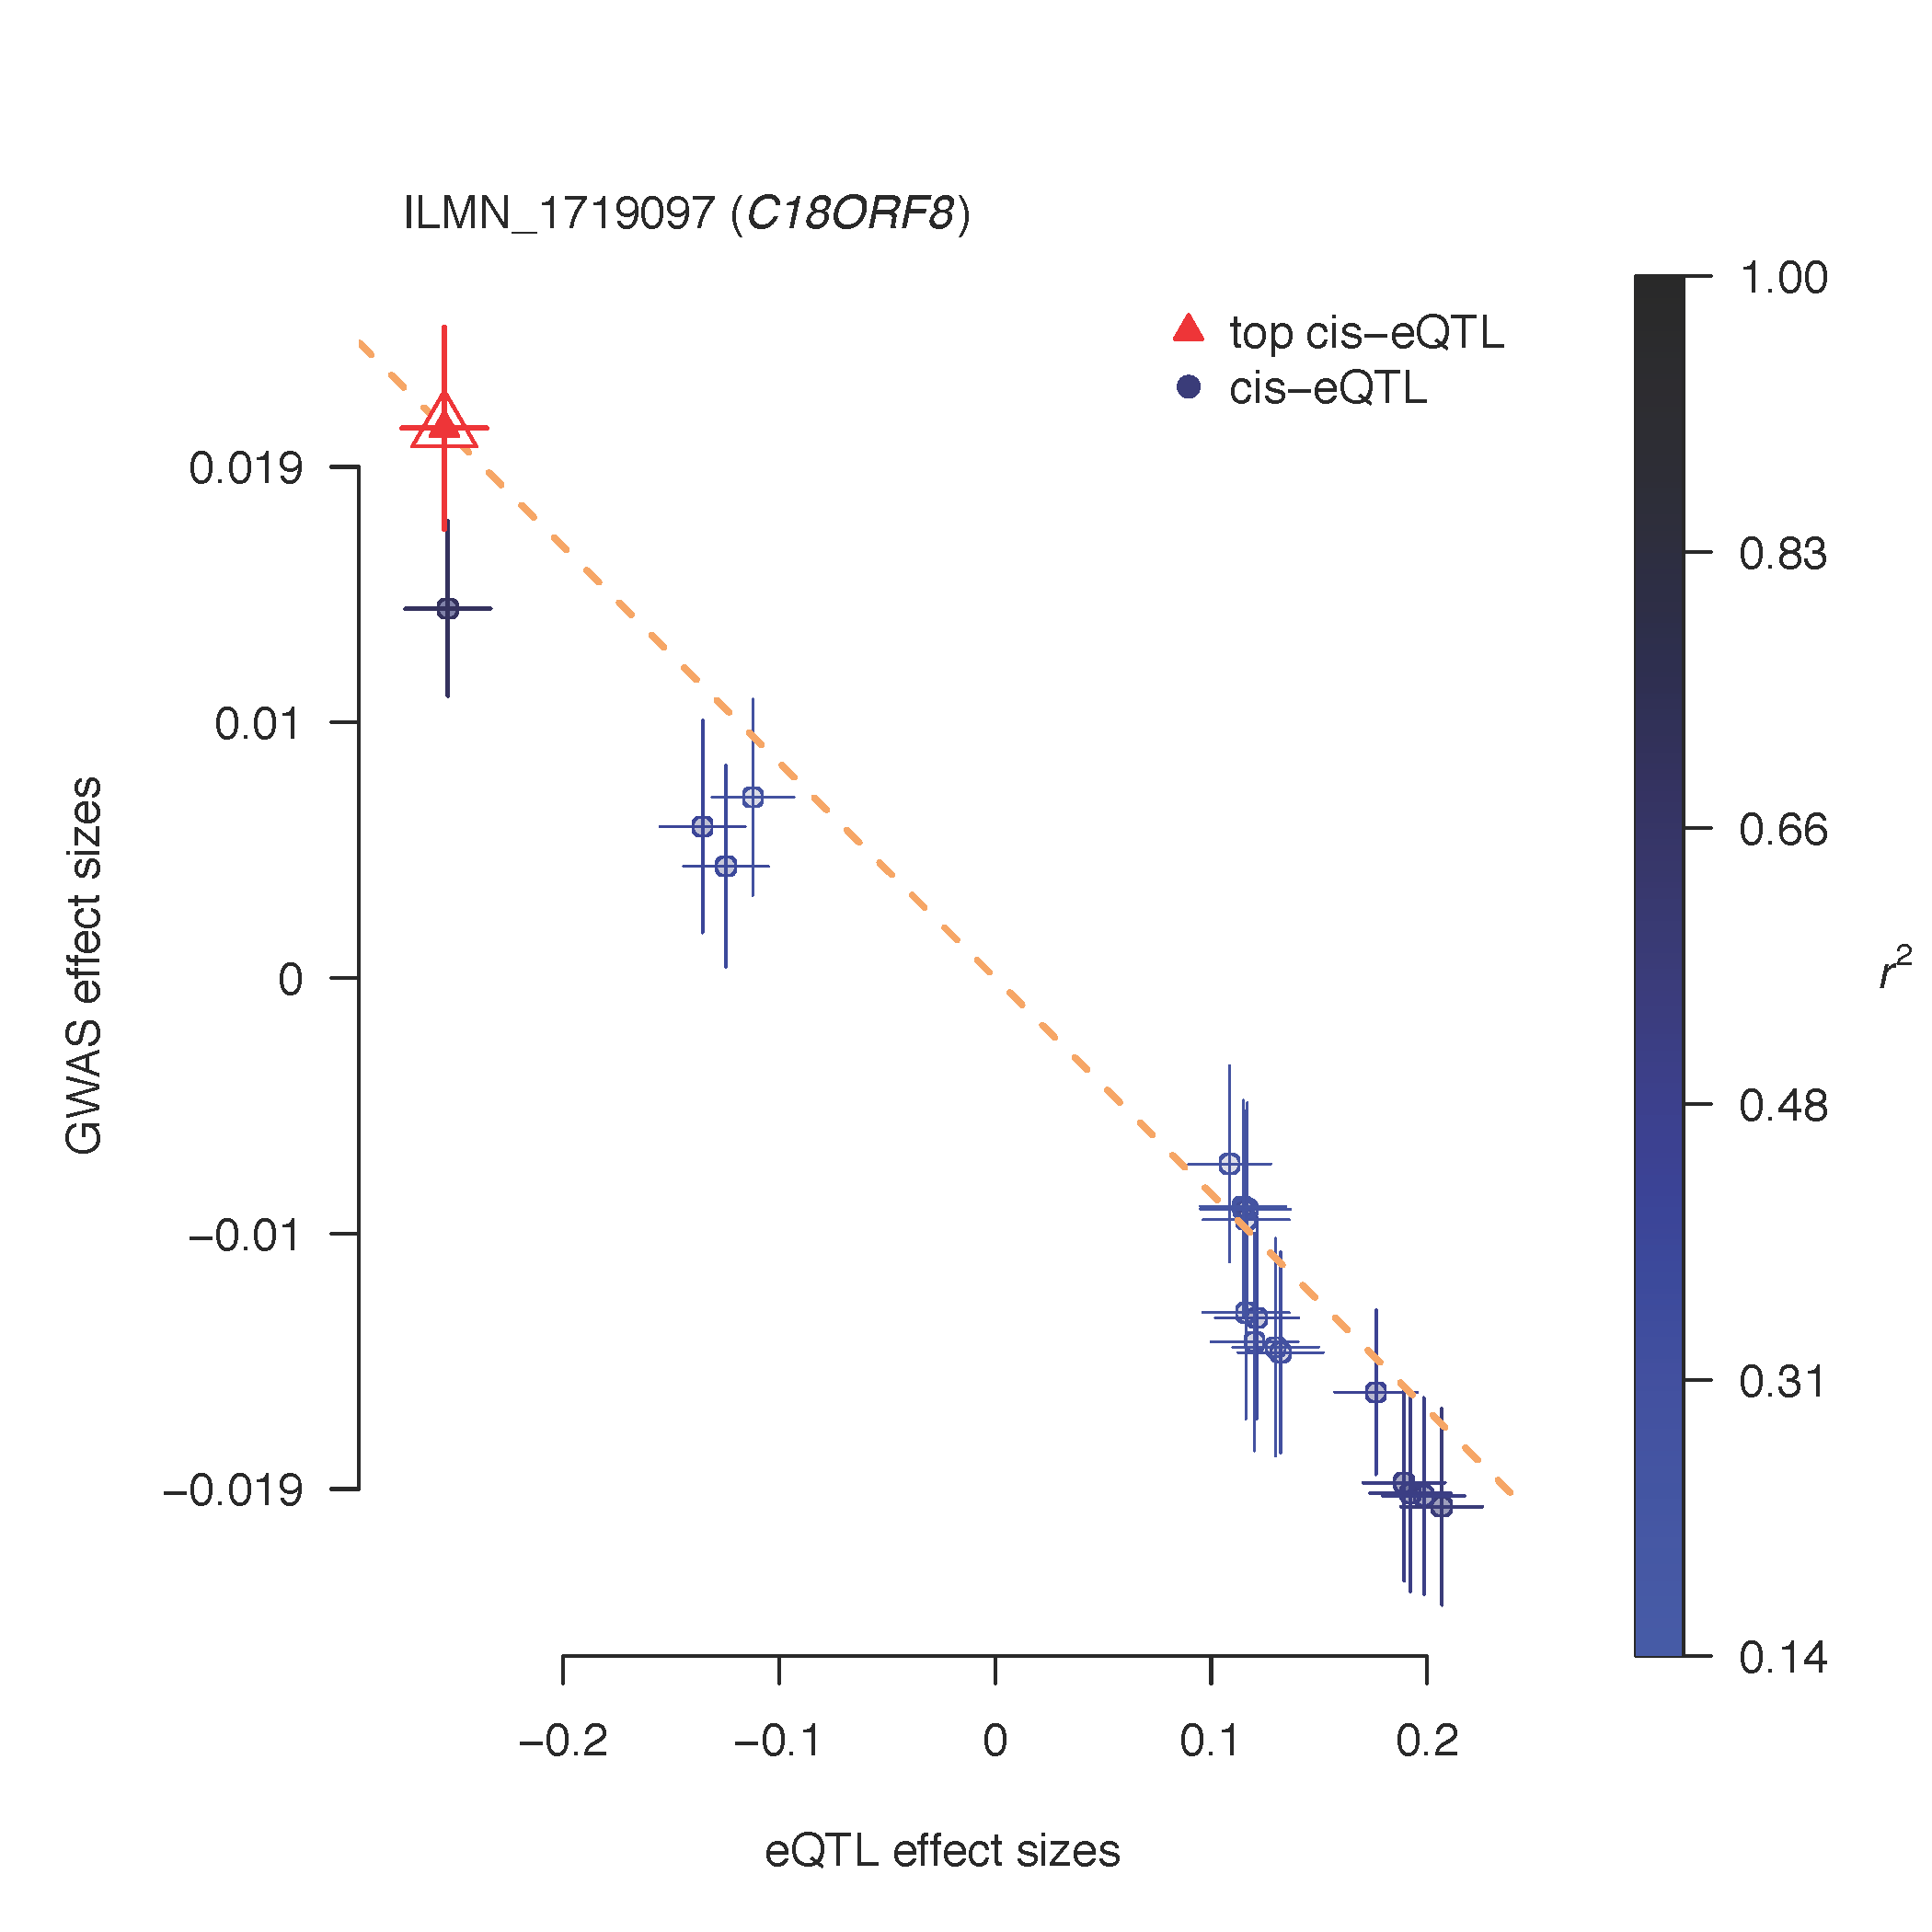 ILMN_1719097 (C18ORF8)
top cis−eQTL
cis−eQTL
GWAS effect sizes
0.019
0.01
0
−0.01
−0.019
−0.2
−0.1
0
0.1
0.2
eQTL effect sizes
1.00
0.83
0.66
0.48
0.31
0.14
r²